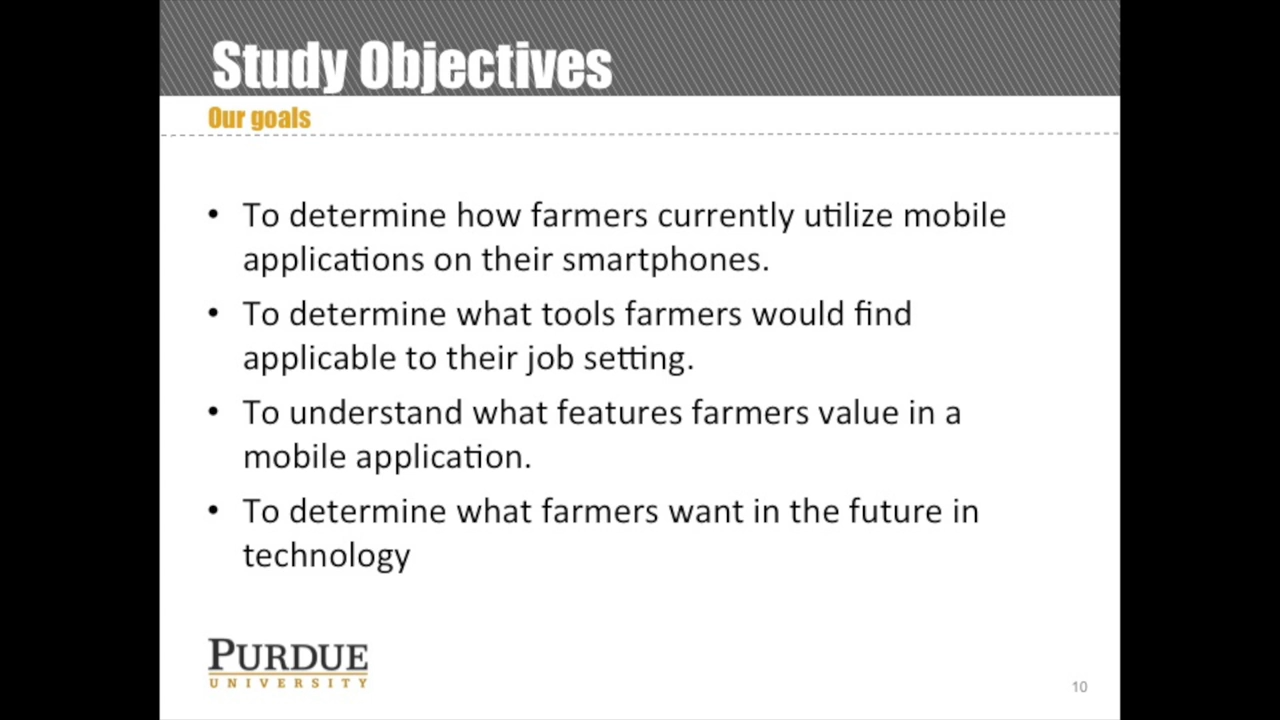 Study Objectives
Our goals
• To determine how farmers currently utilize mobile
applications on their smartphones.
• To determine what tools farmers would find
applicable to their job setting.
• To understand what features farmers value in a
mobile application.
• To determine what farmers want in the future in
technology
PURDUE
UNIVERSITY
10